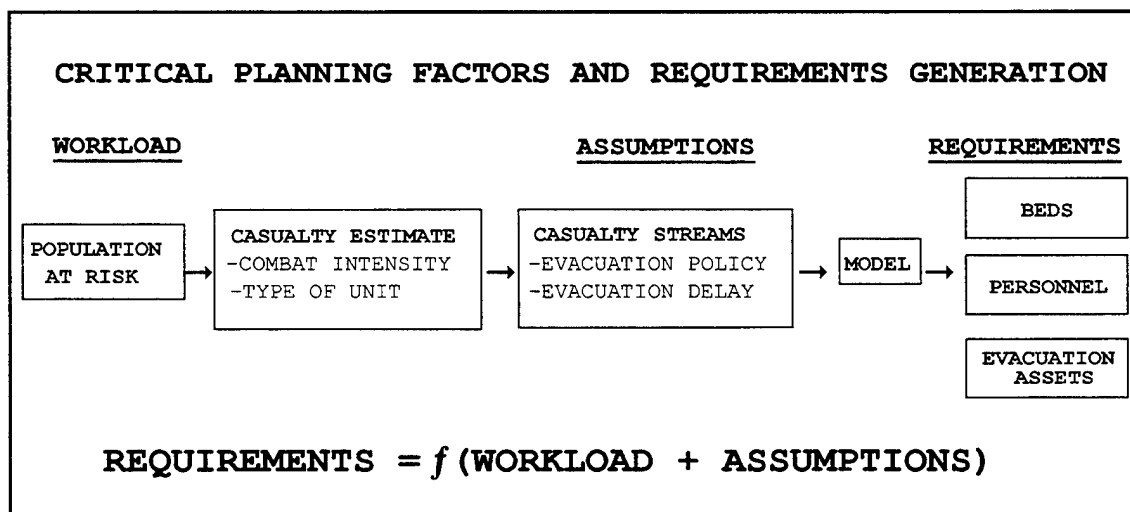 CRITICAL PLANNING FACTORS AND REQUIREMENTS GENERATION
WORKLOAD
ASSUMPTIONS
REQUIREMENTS
POPULATION
AT RISK
CASUALTY ESTIMATE
-COMBAT INTENSITY
-TYPE OF UNIT
CASUALTY STREAMS
-EVACUATION POLICY
-EVACUATION DELAY
MODEL
BEDS
PERSONNEL
EVACUATION
ASSETS
REQUIREMENTS = f (WORKLOAD + ASSUMPTIONS)